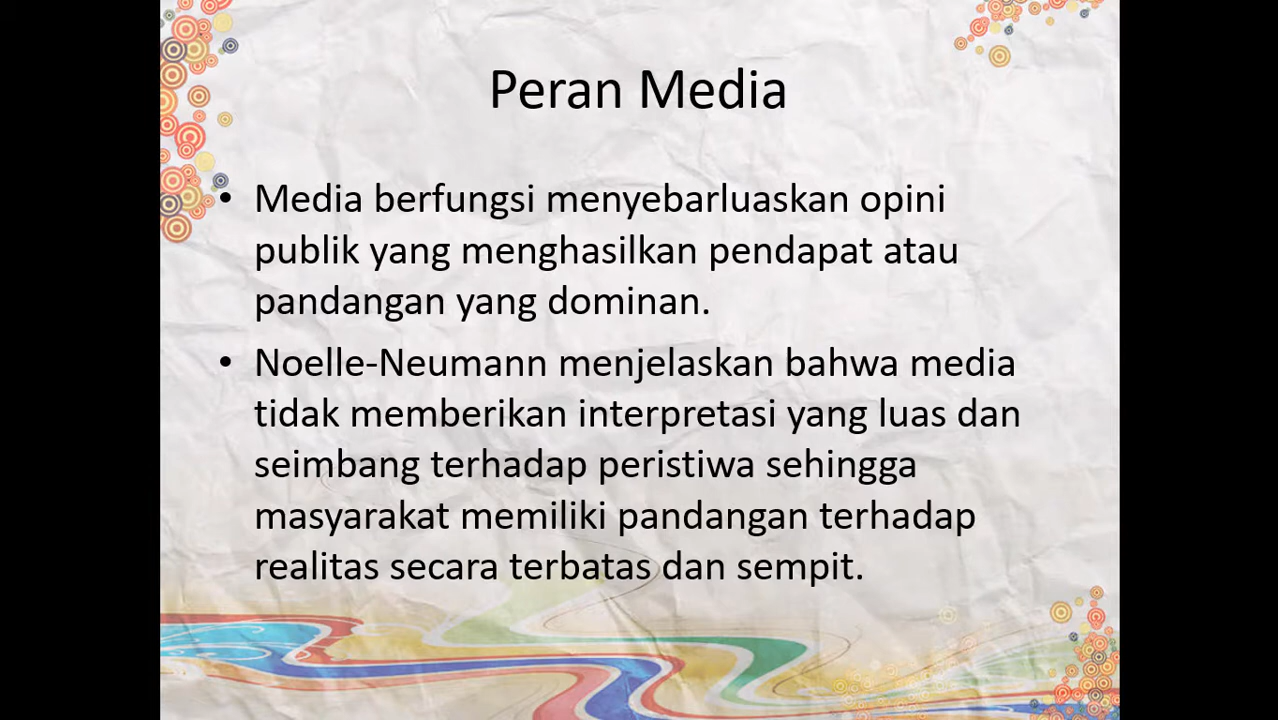 Peran Media
• Media berfungsi menyebarluaskan opini
publik yang menghasilkan pendapat atau
pandangan yang dominan.
• Noelle-Neumann menjelaskan bahwa media
tidak memberikan interpretasi yang luas dan
seimbang terhadap peristiwa sehingga
masyarakat memiliki pandangan terhadap
realitas secara terbatas dan sempit.